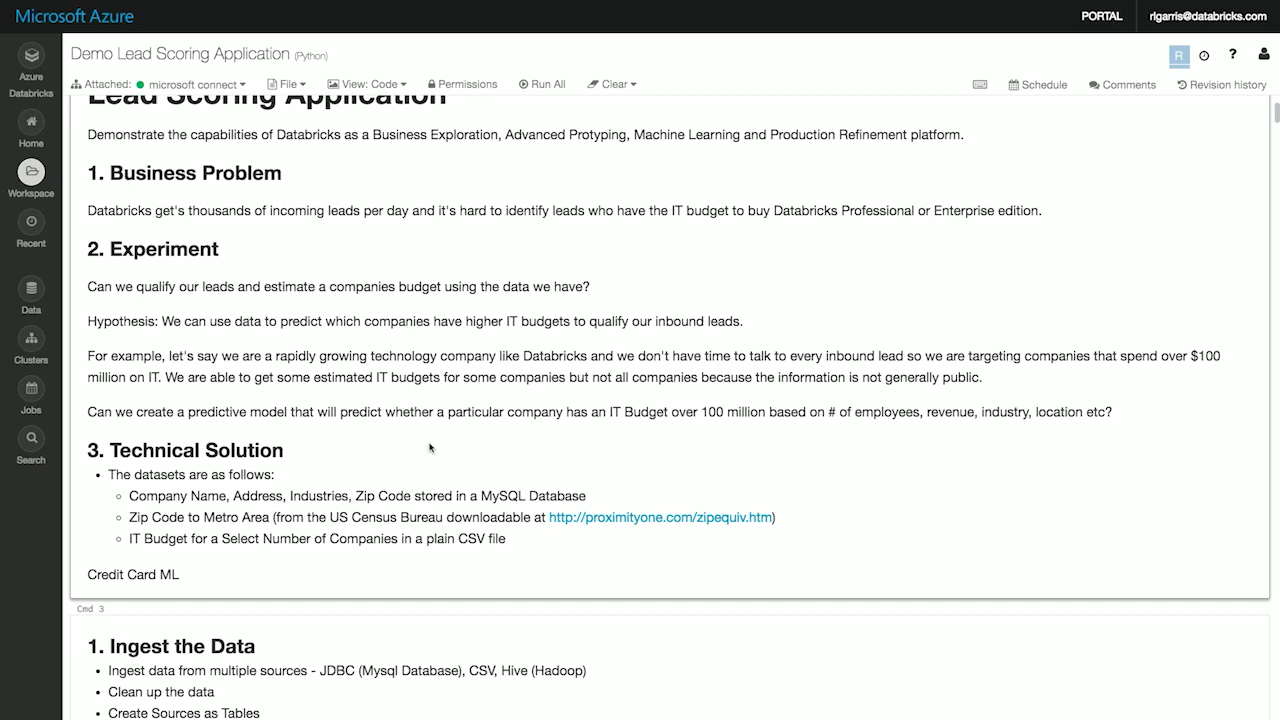 Microsoft Azure
PORTAL
rlgarris@databricks.com
Azure
Databricks
Home
Workspace
Recent
Data
Clusters
Jobs
Search
Demo Lead Scoring Application (Python)
R
?
Attached: microsoft connect File View: Code Permissions Run All Clear Schedule Comments Revision history
Lead Scoring Application
Demonstrate the capabilities of Databricks as a Business Exploration, Advanced Protyping, Machine Learning and Production Refinement platform.
1. Business Problem
Databricks get's thousands of incoming leads per day and it's hard to identify leads who have the IT budget to buy Databricks Professional or Enterprise edition.
2. Experiment
Can we qualify our leads and estimate a companies budget using the data we have?
Hypothesis: We can use data to predict which companies have higher IT budgets to qualify our inbound leads.
For example, let's say we are a rapidly growing technology company like Databricks and we don't have time to talk to every inbound lead so we are targeting companies that spend over $100
million on IT. We are able to get some estimated IT budgets for some companies but not all companies because the information is not generally public.
Can we create a predictive model that will predict whether a particular company has an IT Budget over 100 million based on # of employees, revenue, industry, location etc?
3. Technical Solution
• The datasets are as follows:
○ Company Name, Address, Industries, Zip Code stored in a MySQL Database
○ Zip Code to Metro Area (from the US Census Bureau downloadable at http://proximityone.com/zipequiv.htm)
○ IT Budget for a Select Number of Companies in a plain CSV file
Credit Card ML
Cmd 3
1. Ingest the Data
• Ingest data from multiple sources - JDBC (Mysql Database), CSV, Hive (Hadoop)
• Clean up the data
• Create Sources as Tables